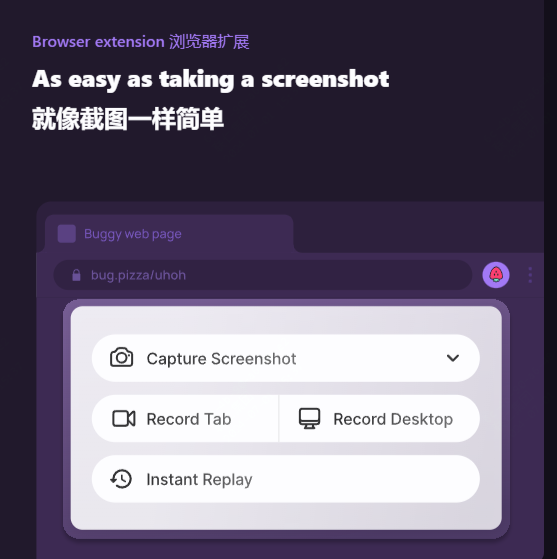 Browser extension 浏览器扩展
As easy as taking a screenshot
就像截图一样简单
Buggy web page
bug.pizza/uhoh
Capture Screenshot
Record Tab
Record Desktop
Instant Replay